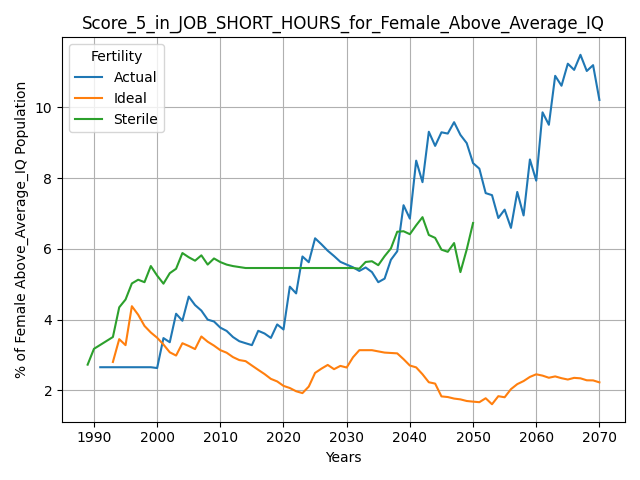 Score_5_in_JOB_SHORT_HOURS_for_Female_Above_Average_IQ
Fertility
Actual
Ideal
Sterile
% of Female Above_Average_IQ Population
10
8
6
4
2
1990 2000 2010 2020 2030 2040 2050 2060 2070
Years